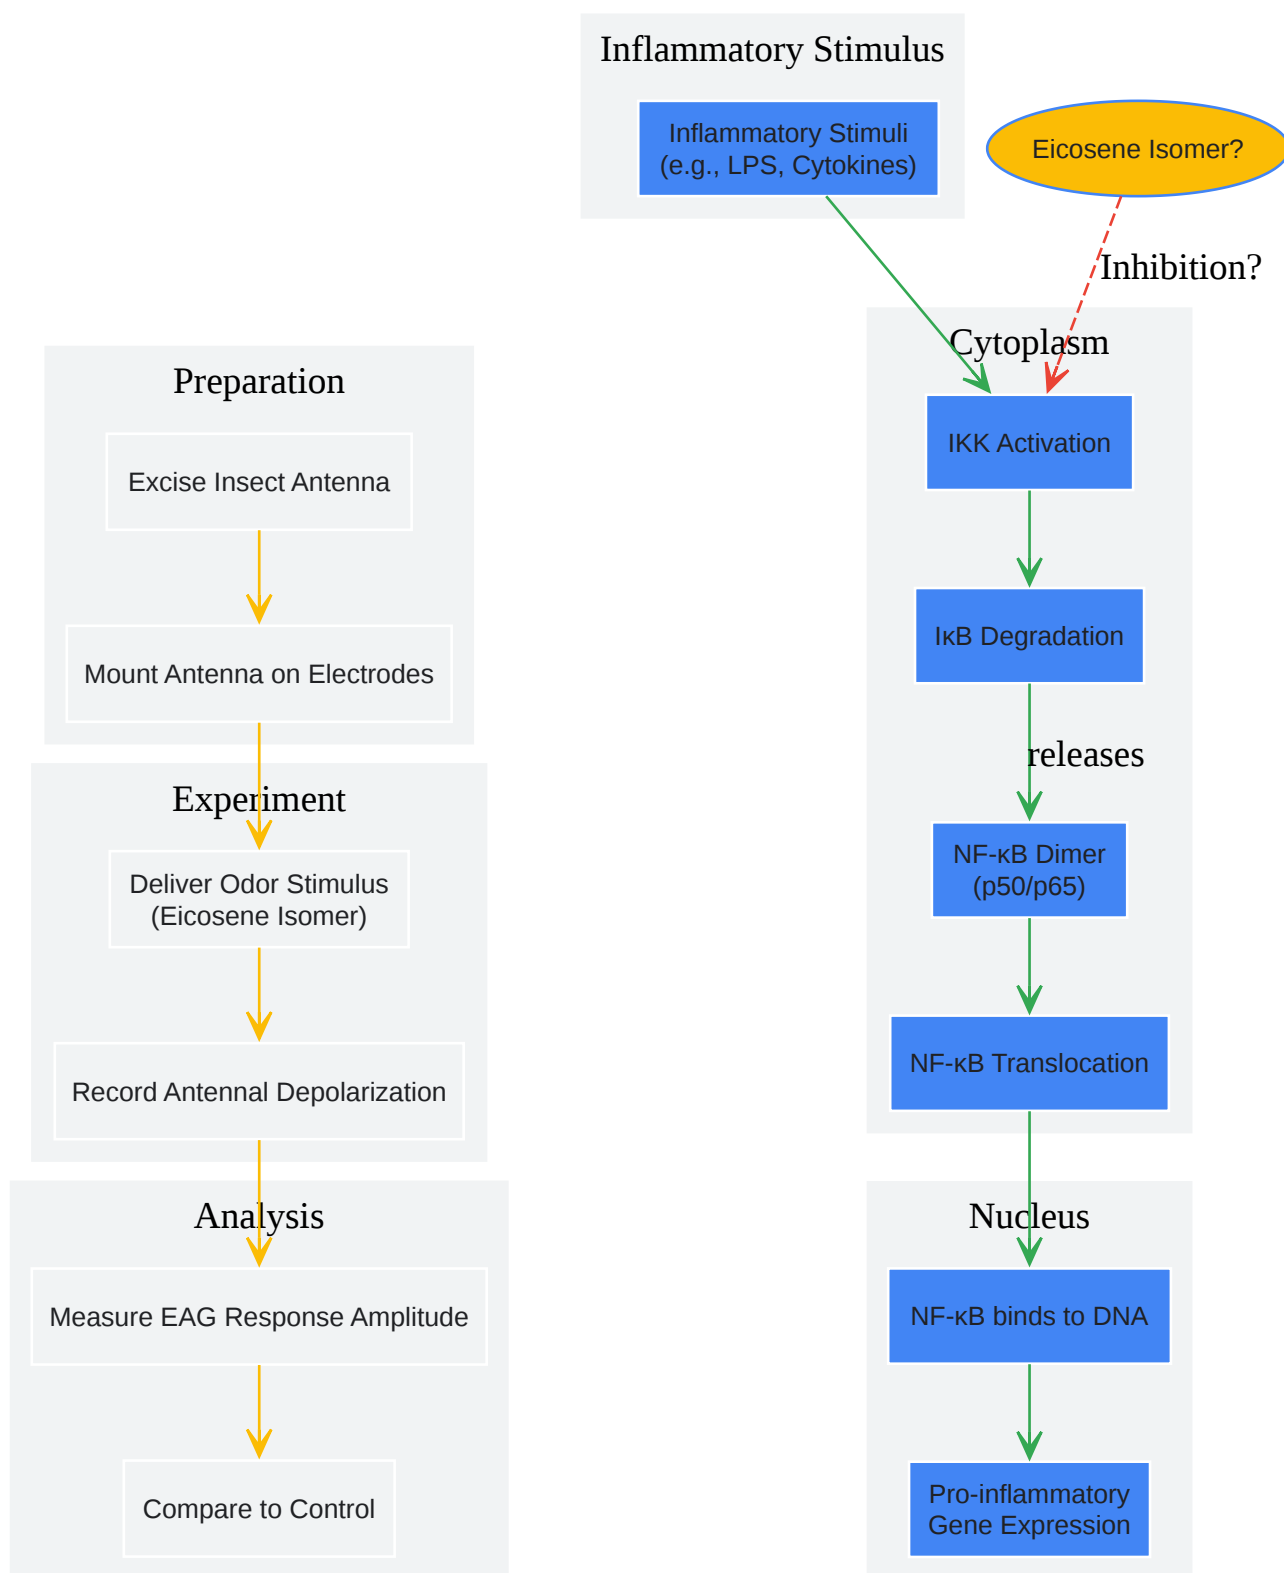 Inflammatory Stimulus
Inflammatory Stimuli
(e.g., LPS, Cytokines)
Eicosene Isomer?
Inhibition?
Cytoplasm
IKK Activation
IκB Degradation
releases
NF-κB Dimer
(p50/p65)
NF-κB Translocation
Nucleus
NF-κB binds to DNA
Pro-inflammatory
Gene Expression
Preparation
Excise Insect Antenna
Mount Antenna on Electrodes
Experiment
Deliver Odor Stimulus
(Eicosene Isomer)
Record Antennal Depolarization
Analysis
Measure EAG Response Amplitude
Compare to Control